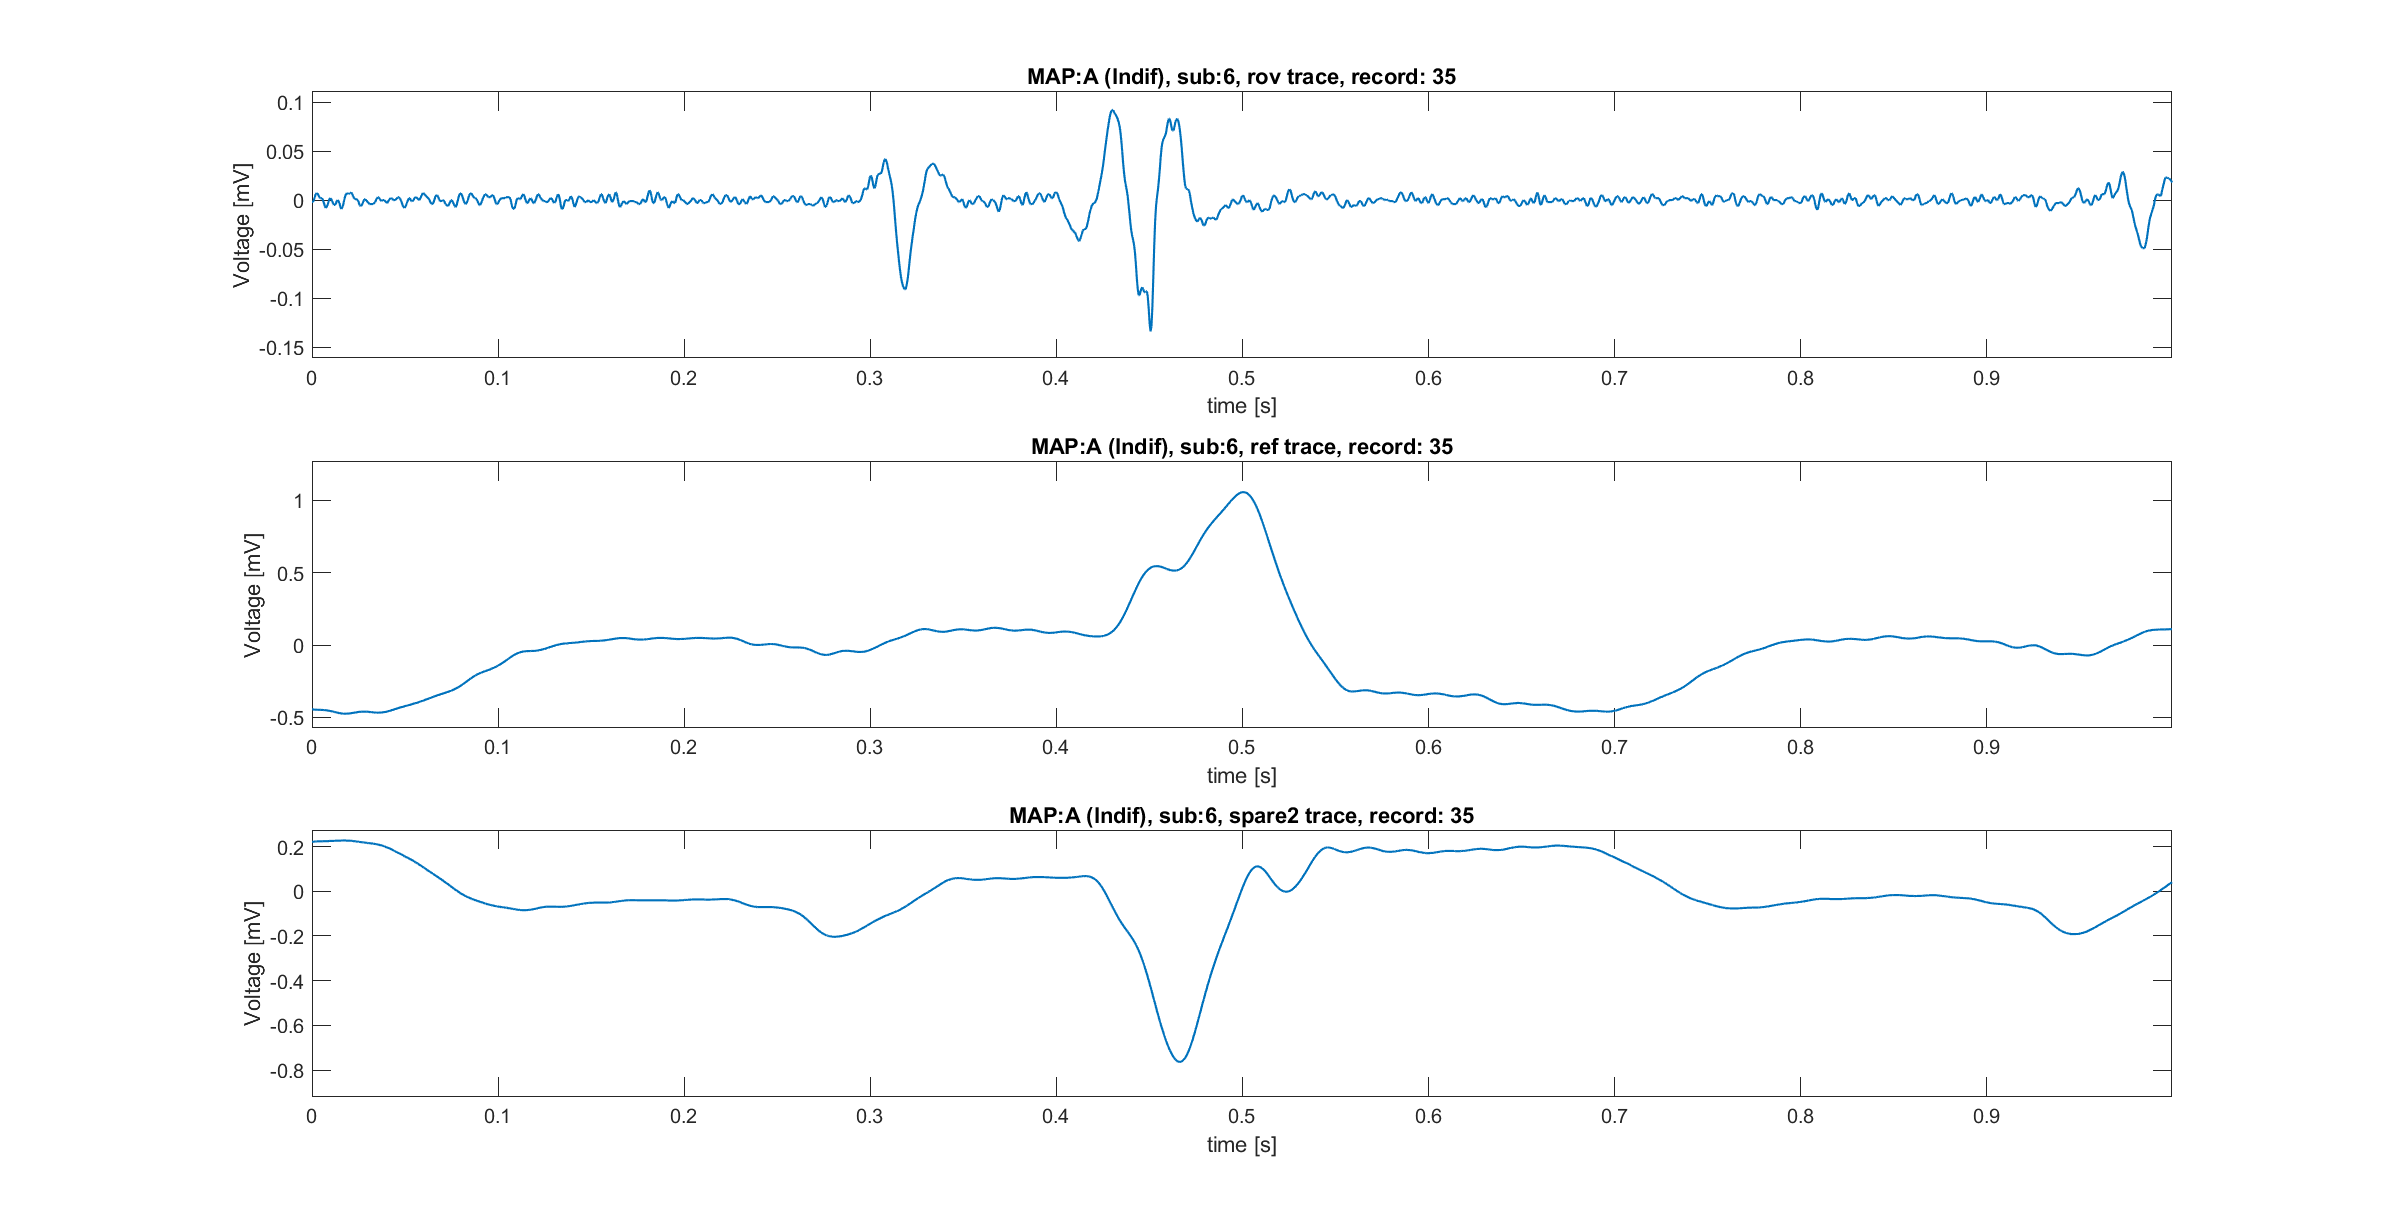 MAP:A (Indif), sub:6, rov trace, record: 35
0.1
0.05
0
-0.05
-0.1
-0.15
Voltage [mV]
0 0.1 0.2 0.3 0.4 0.5 0.6 0.7 0.8 0.9
time [s]
MAP:A (Indif), sub:6, ref trace, record: 35
1
0.5
0
-0.5
Voltage [mV]
0 0.1 0.2 0.3 0.4 0.5 0.6 0.7 0.8 0.9
time [s]
MAP:A (Indif), sub:6, spare2 trace, record: 35
0.2
0
-0.2
-0.4
-0.6
-0.8
Voltage [mV]
0 0.1 0.2 0.3 0.4 0.5 0.6 0.7 0.8 0.9
time [s]